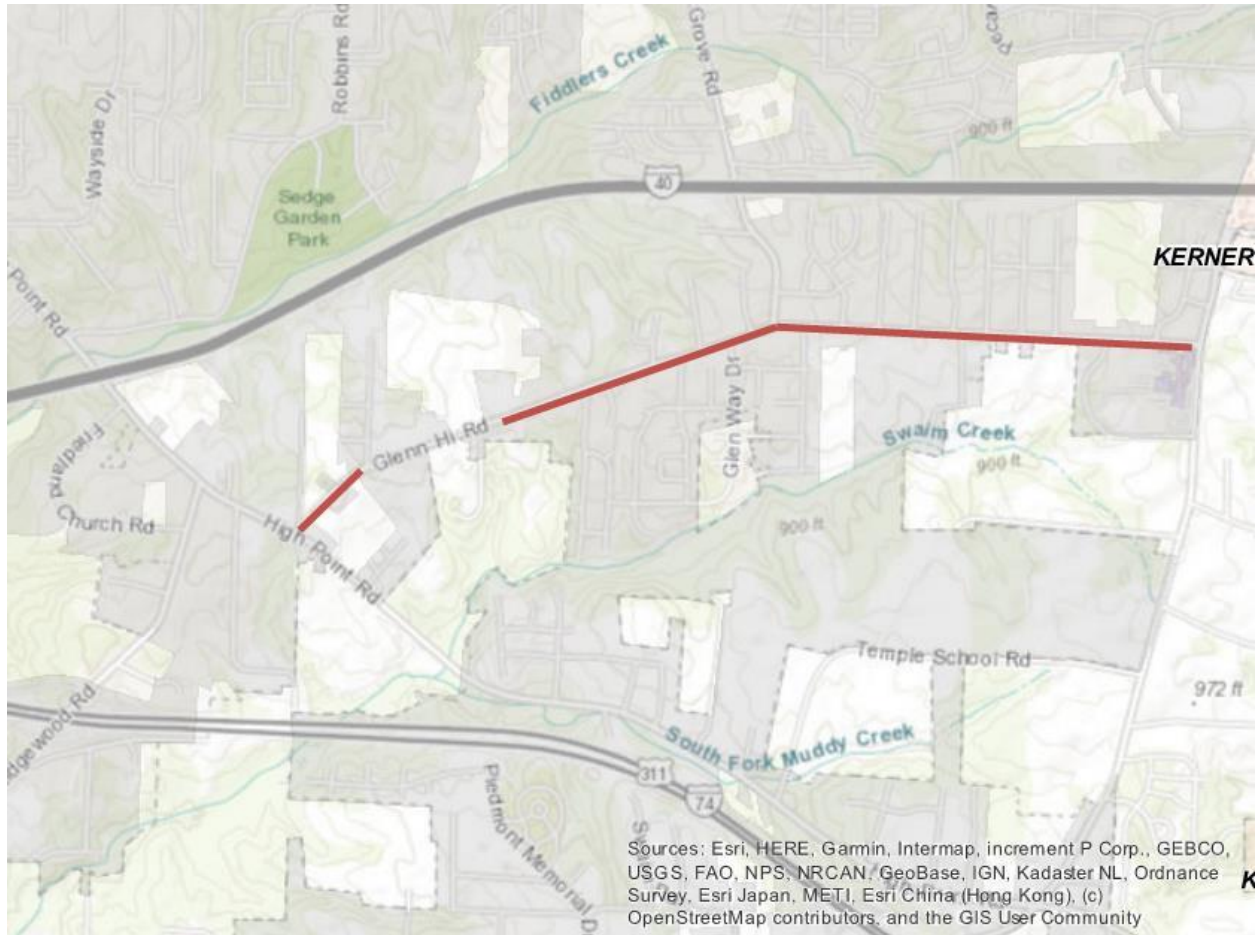 Grove Rd
Robbins Rd
Fiddlers Creek
Wayside Dr
900 ft
40
Sedge
Garden
Park
KERNER
Point Rd
Glen Way Dr
Glenn Hi Rd
Swaim Creek
900 ft
Friedland
Church Rd
High Point Rd
900 ft
Temple School Rd
972 ft
dgewood Rd
South Fork Muddy Creek
311
74
Piedmont Memorial D
Sources: Esri, HERE, Garmin, Intermap, increment P Corp., GEBCO,
USGS, FAO, NPS, NRCAN, GeoBase, IGN, Kadaster NL, Ordnance
Survey, Esri Japan, METI, Esri China (Hong Kong), (c)
OpenStreetMap contributors, and the GIS User Community
K